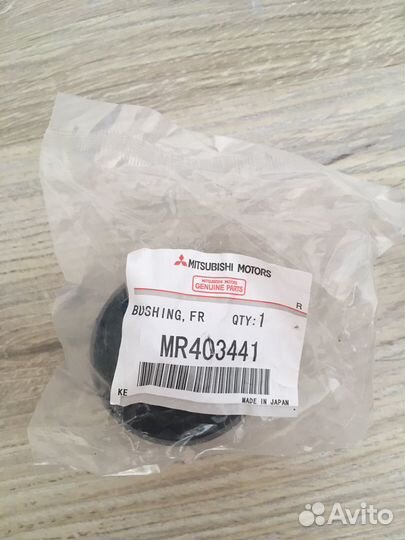 MITSUBISHI MOTORS
MITSUBISHI MOTORS
GENUINE PARTS
R
BUSHING, FR QTY:1
MR403441
KE
MADE IN JAPAN
Avito